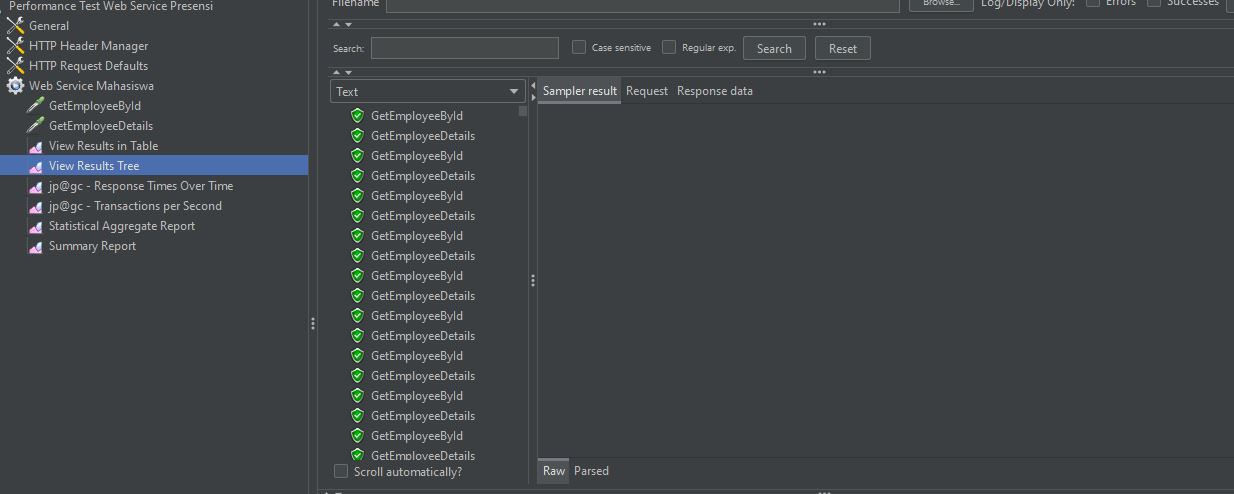 Performance Test Web Service Presensi
General
HTTP Header Manager
HTTP Request Defaults
Web Service Mahasiswa
GetEmployeeById
GetEmployeeDetails
View Results in Table
View Results Tree
jp@gc - Response Times Over Time
jp@gc - Transactions per Second
Statistical Aggregate Report
Summary Report
Filename Browse... Log/Display Only: Errors Successes
Search: Case sensitive Regular exp. Search Reset
Text
GetEmployeeById
GetEmployeeDetails
GetEmployeeById
GetEmployeeDetails
GetEmployeeById
GetEmployeeDetails
GetEmployeeById
GetEmployeeDetails
GetEmployeeById
GetEmployeeDetails
GetEmployeeById
GetEmployeeDetails
GetEmployeeById
GetEmployeeDetails
GetEmployeeById
GetEmployeeDetails
GetEmployeeById
GetEmployeeDetails
Scroll automatically?
Sampler result Request Response data
Raw Parsed